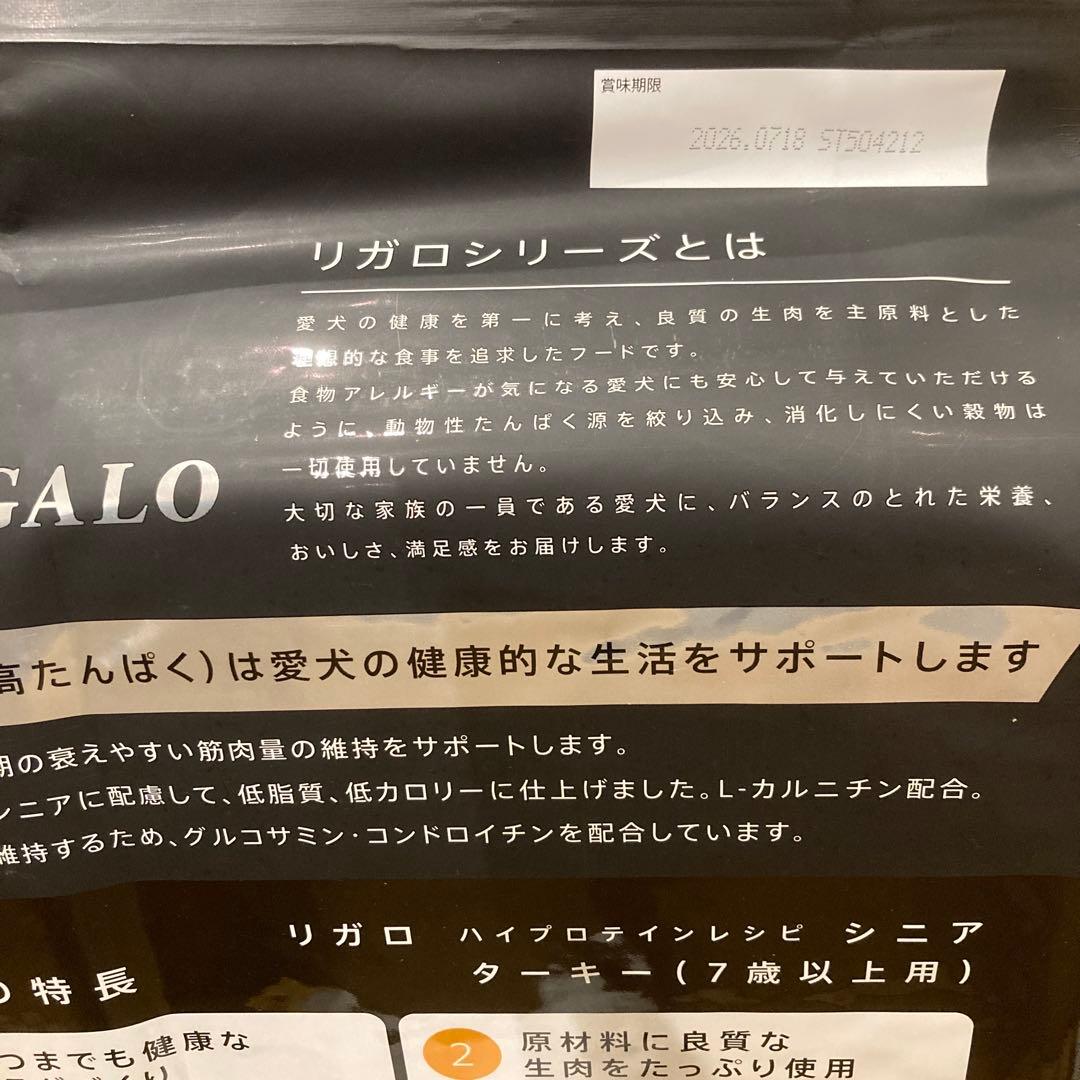 賞味期限
2026.0718 ST504212
リガロシリーズとは
愛犬の健康を第一に考え、良質の生肉を主原料とした
理想的な食事を追求したフードです。
食物アレルギーが気になる愛犬にも安心して与えていただける
ように、動物性たんぱく源を絞り込み、消化しにくい穀物は
一切使用していません。
大切な家族の一員である愛犬に、バランスのとれた栄養、
おいしさ、満足感をお届けします。
GALO
高たんぱく)は愛犬の健康的な生活をサポートします
期の衰えやすい筋肉量の維持をサポートします。
シニアに配慮して、低脂質、低カロリーに仕上げました。L-カルニチン配合。
維持するため、グルコサミン・コンドロイチンを配合しています。
リガロ ハイプロテインレシピ シニア
ターキー(7歳以上用)
の特長
つまでも健康な
2
原材料に良質な
生肉をたっぷり使用